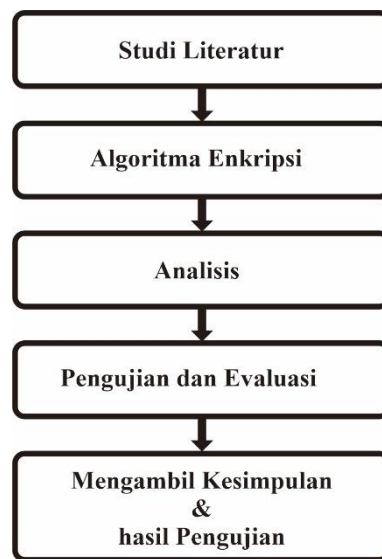 Studi Literatur
Algoritma Enkripsi
Analisis
Pengujian dan Evaluasi
Mengambil Kesimpulan
&
hasil Pengujian